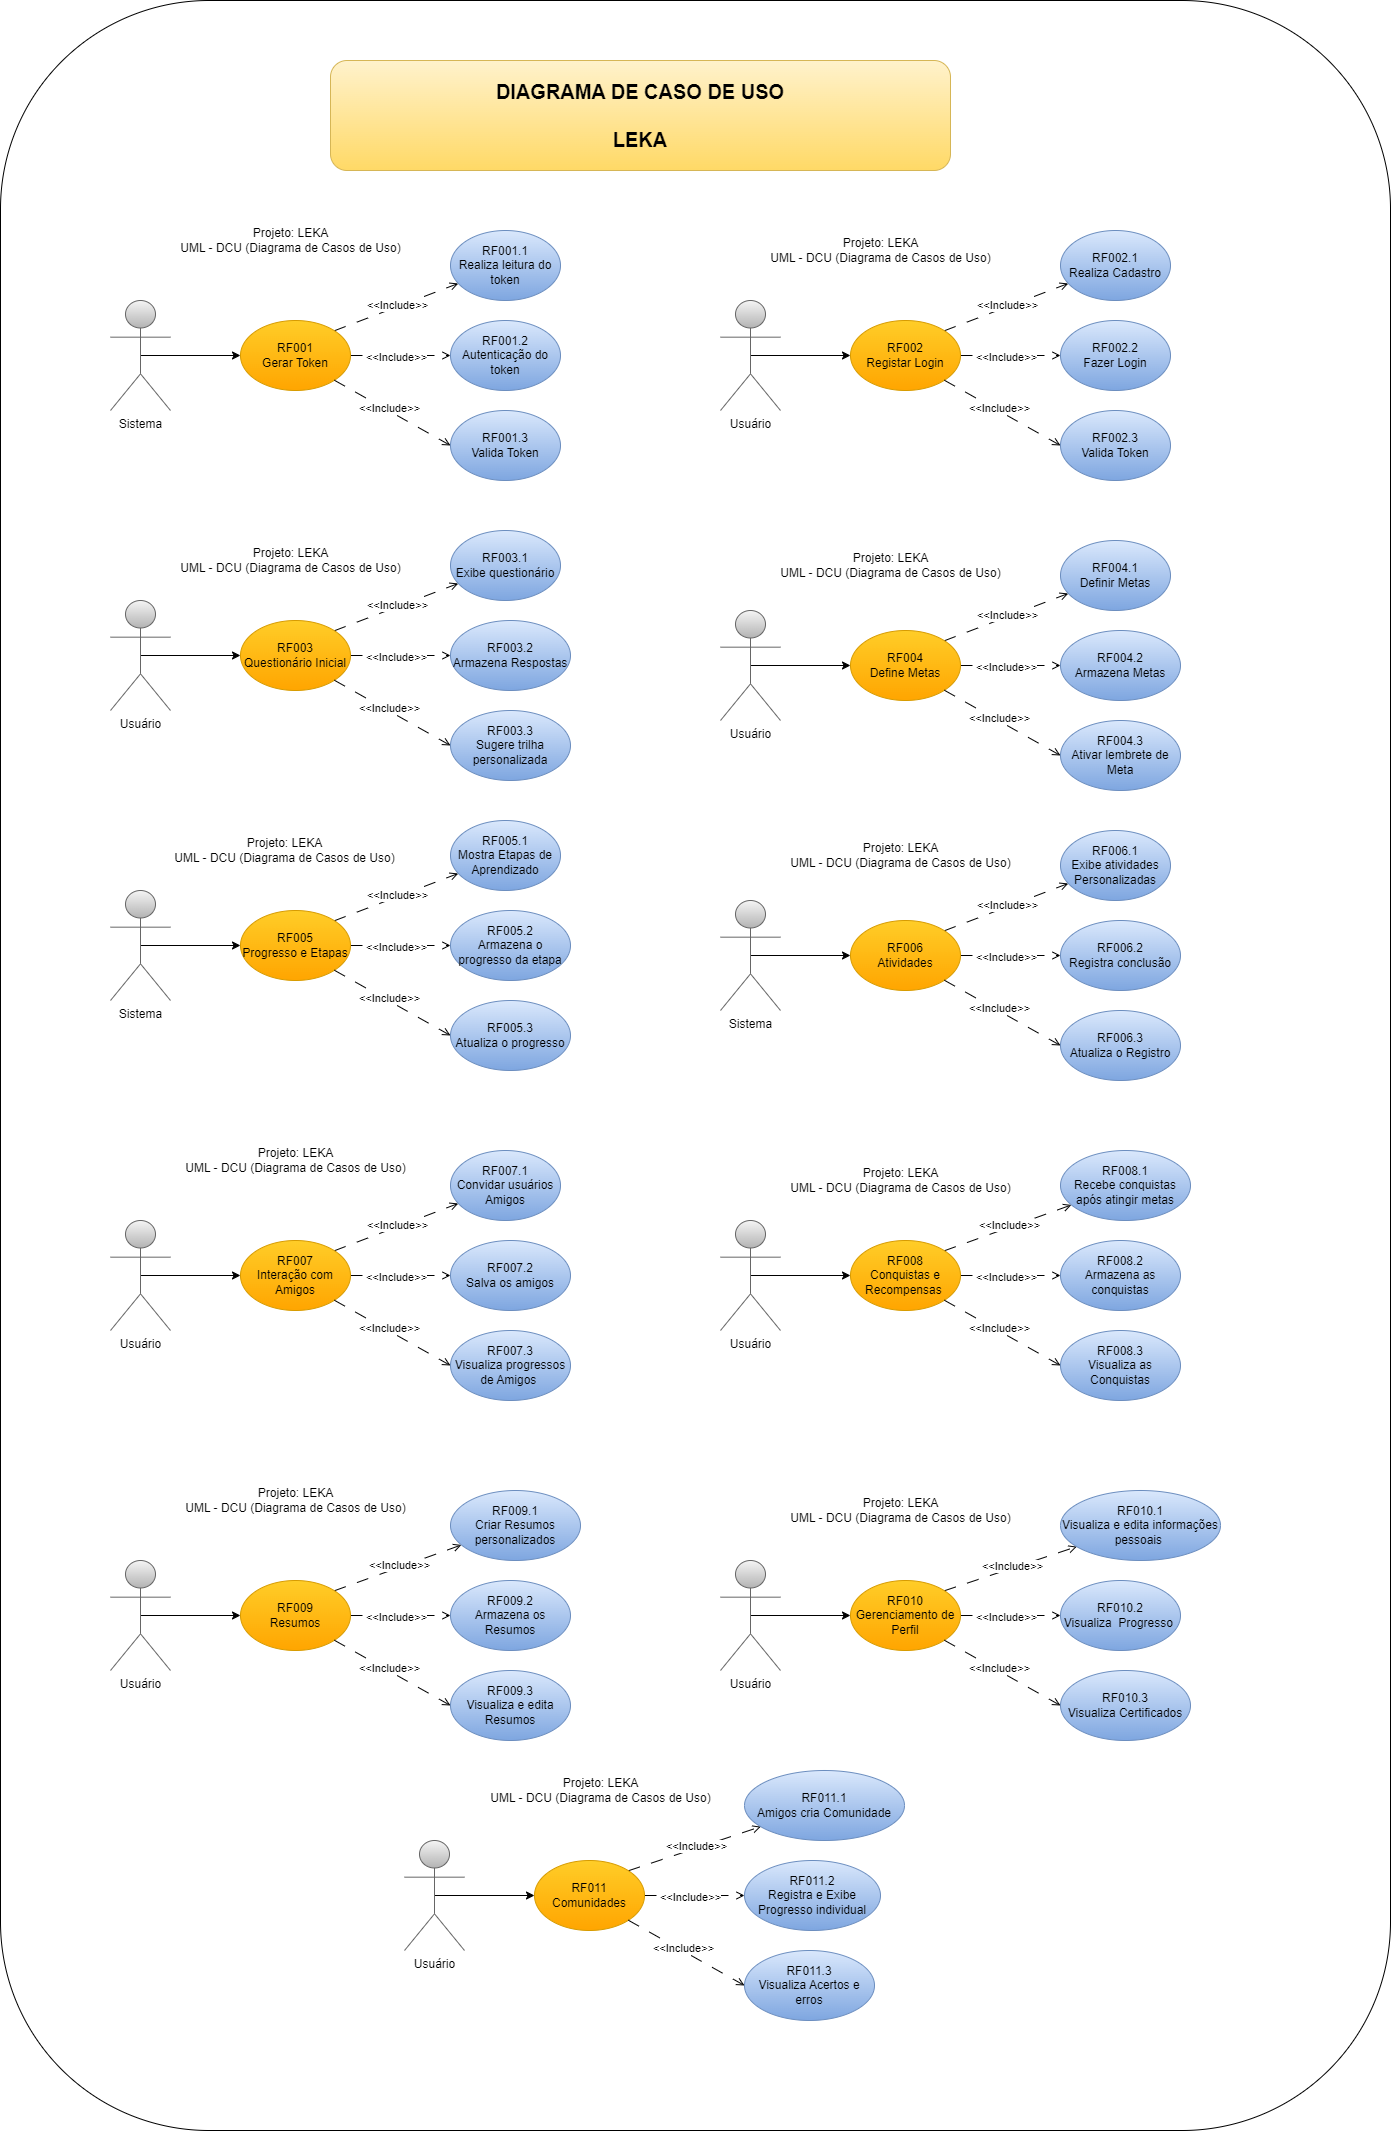 DIAGRAMA DE CASO DE USO
LEKA
Projeto: LEKA
UML - DCU (Diagrama de Casos de Uso)
Sistema
RF001
Gerar Token
<<Include>>
<<Include>>
<<Include>>
RF001.1
Realiza leitura do
token
RF001.2
Autenticação do
token
RF001.3
Valida Token
Projeto: LEKA
UML - DCU (Diagrama de Casos de Uso)
Usuário
RF002
Registar Login
<<Include>>
<<Include>>
<<Include>>
RF002.1
Realiza Cadastro
RF002.2
Fazer Login
RF002.3
Valida Token
Projeto: LEKA
UML - DCU (Diagrama de Casos de Uso)
Usuário
RF003
Questionário Inicial
<<Include>>
<<Include>>
<<Include>>
RF003.1
Exibe questionário
RF003.2
Armazena Respostas
RF003.3
Sugere trilha
personalizada
Projeto: LEKA
UML - DCU (Diagrama de Casos de Uso)
Usuário
RF004
Define Metas
<<Include>>
<<Include>>
<<Include>>
RF004.1
Definir Metas
RF004.2
Armazena Metas
RF004.3
Ativar lembrete de
Meta
Projeto: LEKA
UML - DCU (Diagrama de Casos de Uso)
Sistema
RF005
Progresso e Etapas
<<Include>>
<<Include>>
<<Include>>
RF005.1
Mostra Etapas de
Aprendizado
RF005.2
Armazena o
progresso da etapa
RF005.3
Atualiza o progresso
Projeto: LEKA
UML - DCU (Diagrama de Casos de Uso)
Sistema
RF006
Atividades
<<Include>>
<<Include>>
<<Include>>
RF006.1
Exibe atividades
Personalizadas
RF006.2
Registra conclusão
RF006.3
Atualiza o Registro
Projeto: LEKA
UML - DCU (Diagrama de Casos de Uso)
Usuário
RF007
Interação com
Amigos
<<Include>>
<<Include>>
<<Include>>
RF007.1
Convidar usuários
Amigos
RF007.2
Salva os amigos
RF007.3
Visualiza progressos
de Amigos
Projeto: LEKA
UML - DCU (Diagrama de Casos de Uso)
Usuário
RF008
Conquistas e
Recompensas
<<Include>>
<<Include>>
<<Include>>
RF008.1
Recebe conquistas
após atingir metas
RF008.2
Armazena as
conquistas
RF008.3
Visualiza as
Conquistas
Projeto: LEKA
UML - DCU (Diagrama de Casos de Uso)
Usuário
RF009
Resumos
<<Include>>
<<Include>>
<<Include>>
RF009.1
Criar Resumos
personalizados
RF009.2
Armazena os
Resumos
RF009.3
Visualiza e edita
Resumos
Projeto: LEKA
UML - DCU (Diagrama de Casos de Uso)
Usuário
RF010
Gerenciamento de
Perfil
<<Include>>
<<Include>>
<<Include>>
RF010.1
Visualiza e edita informações
pessoais
RF010.2
Visualiza  Progresso
RF010.3
Visualiza Certificados
Projeto: LEKA
UML - DCU (Diagrama de Casos de Uso)
Usuário
RF011
Comunidades
<<Include>>
<<Include>>
<<Include>>
RF011.1
Amigos cria Comunidade
RF011.2
Registra e Exibe
Progresso individual
RF011.3
Visualiza Acertos e
erros